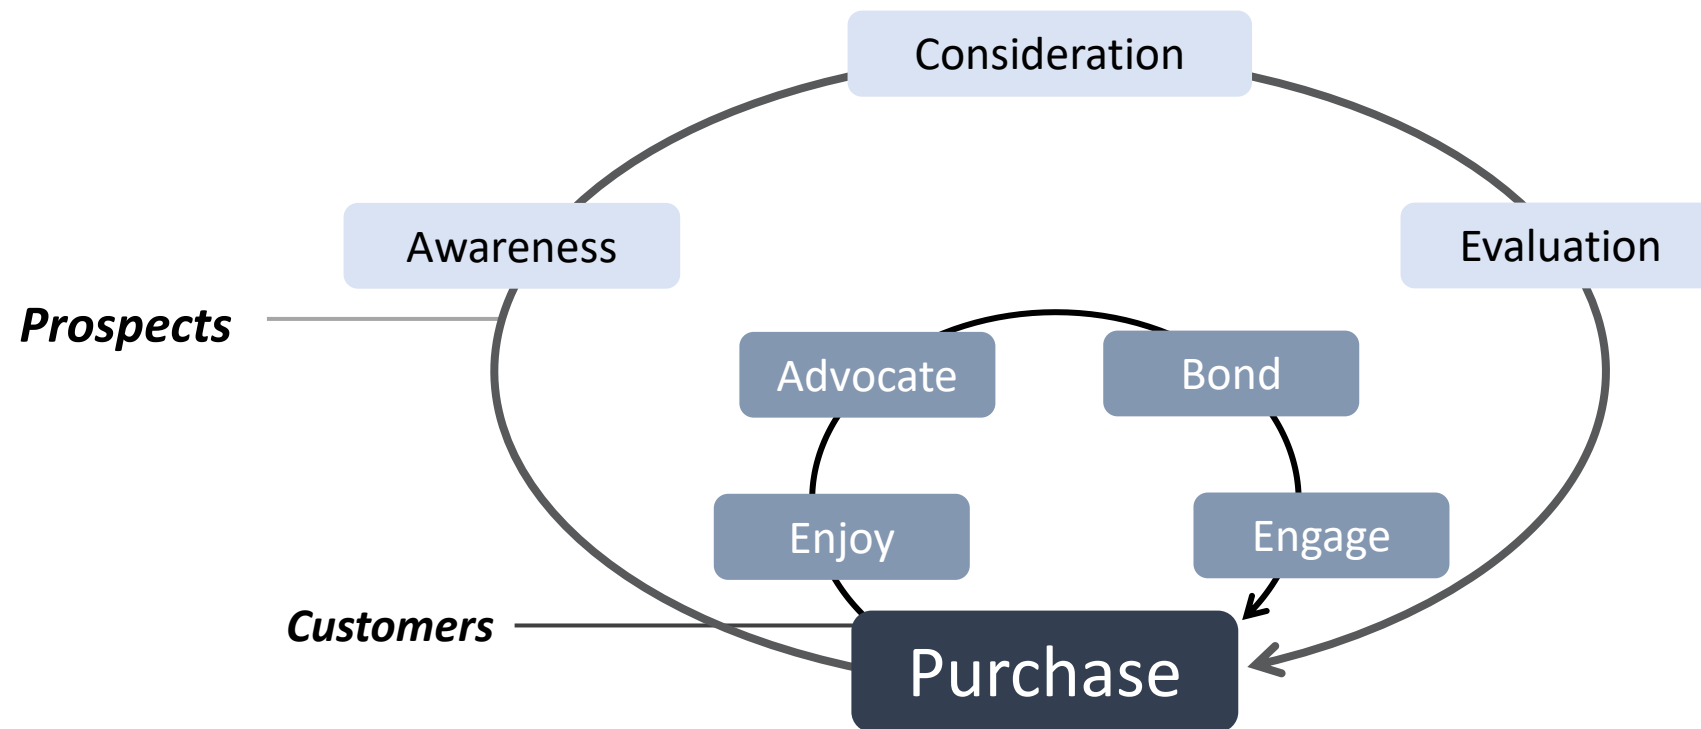 Consideration
Awareness
Evaluation
Prospects
Advocate
Bond
Enjoy
Engage
Customers
Purchase